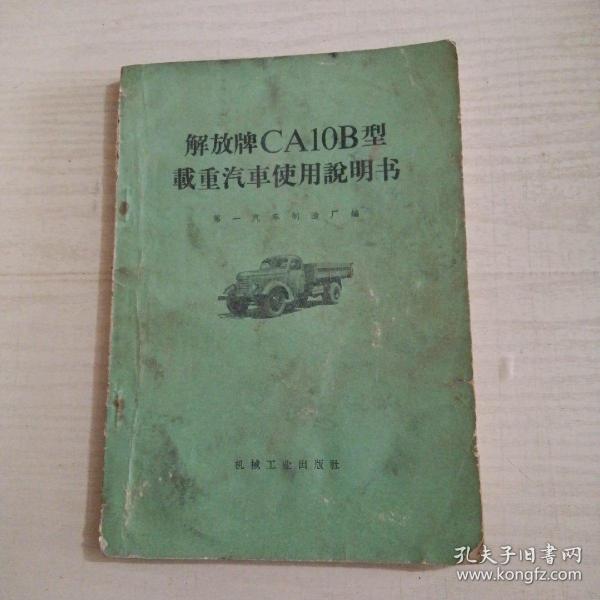 解放牌CA10B型
載重汽車使用說明书
第一汽車制造厂編
机械工业出版社
孔夫子旧书网
www.kongfz.com